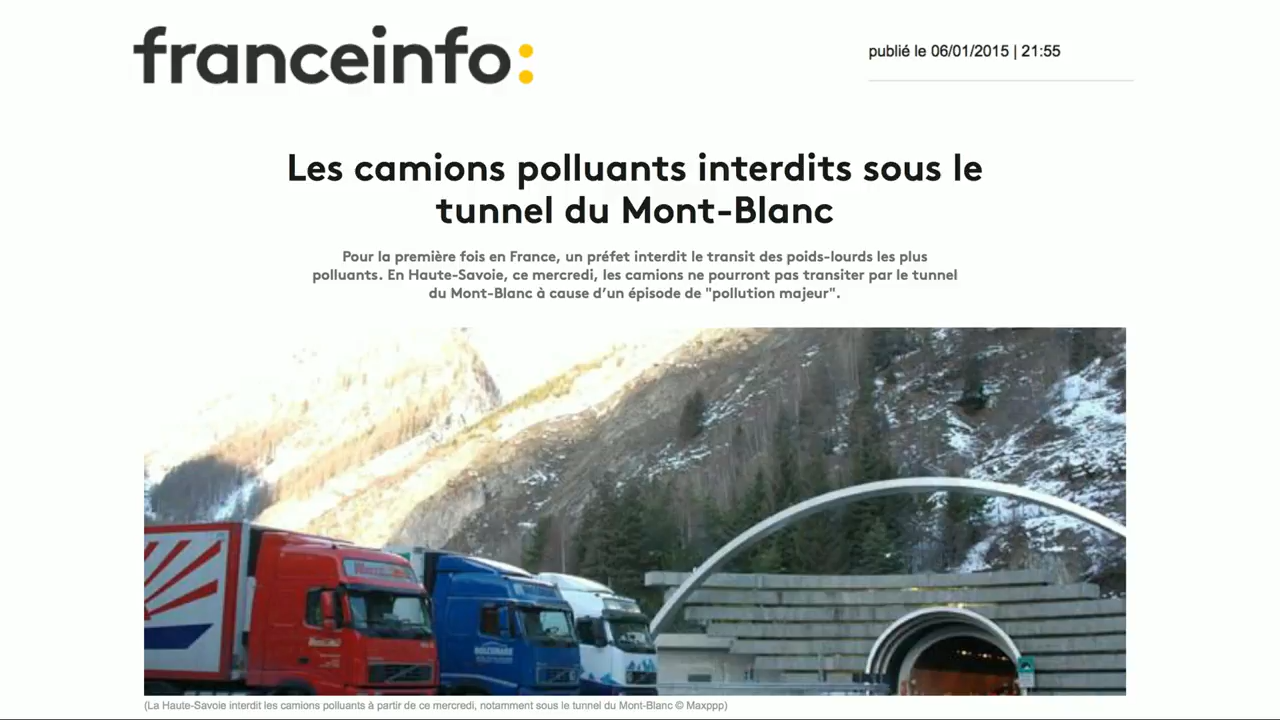 franceinfo:
publié le 06/01/2015 | 21:55
Les camions polluants interdits sous le
tunnel du Mont-Blanc
Pour la première fois en France, un préfet interdit le transit des poids-lourds les plus
polluants. En Haute-Savoie, ce mercredi, les camions ne pourront pas transiter par le tunnel
du Mont-Blanc à cause d'un épisode de "pollution majeur".
(La Haute-Savoie interdit les camions polluants à partir de ce mercredi, notamment sous le tunnel du Mont-Blanc © Maxppp)